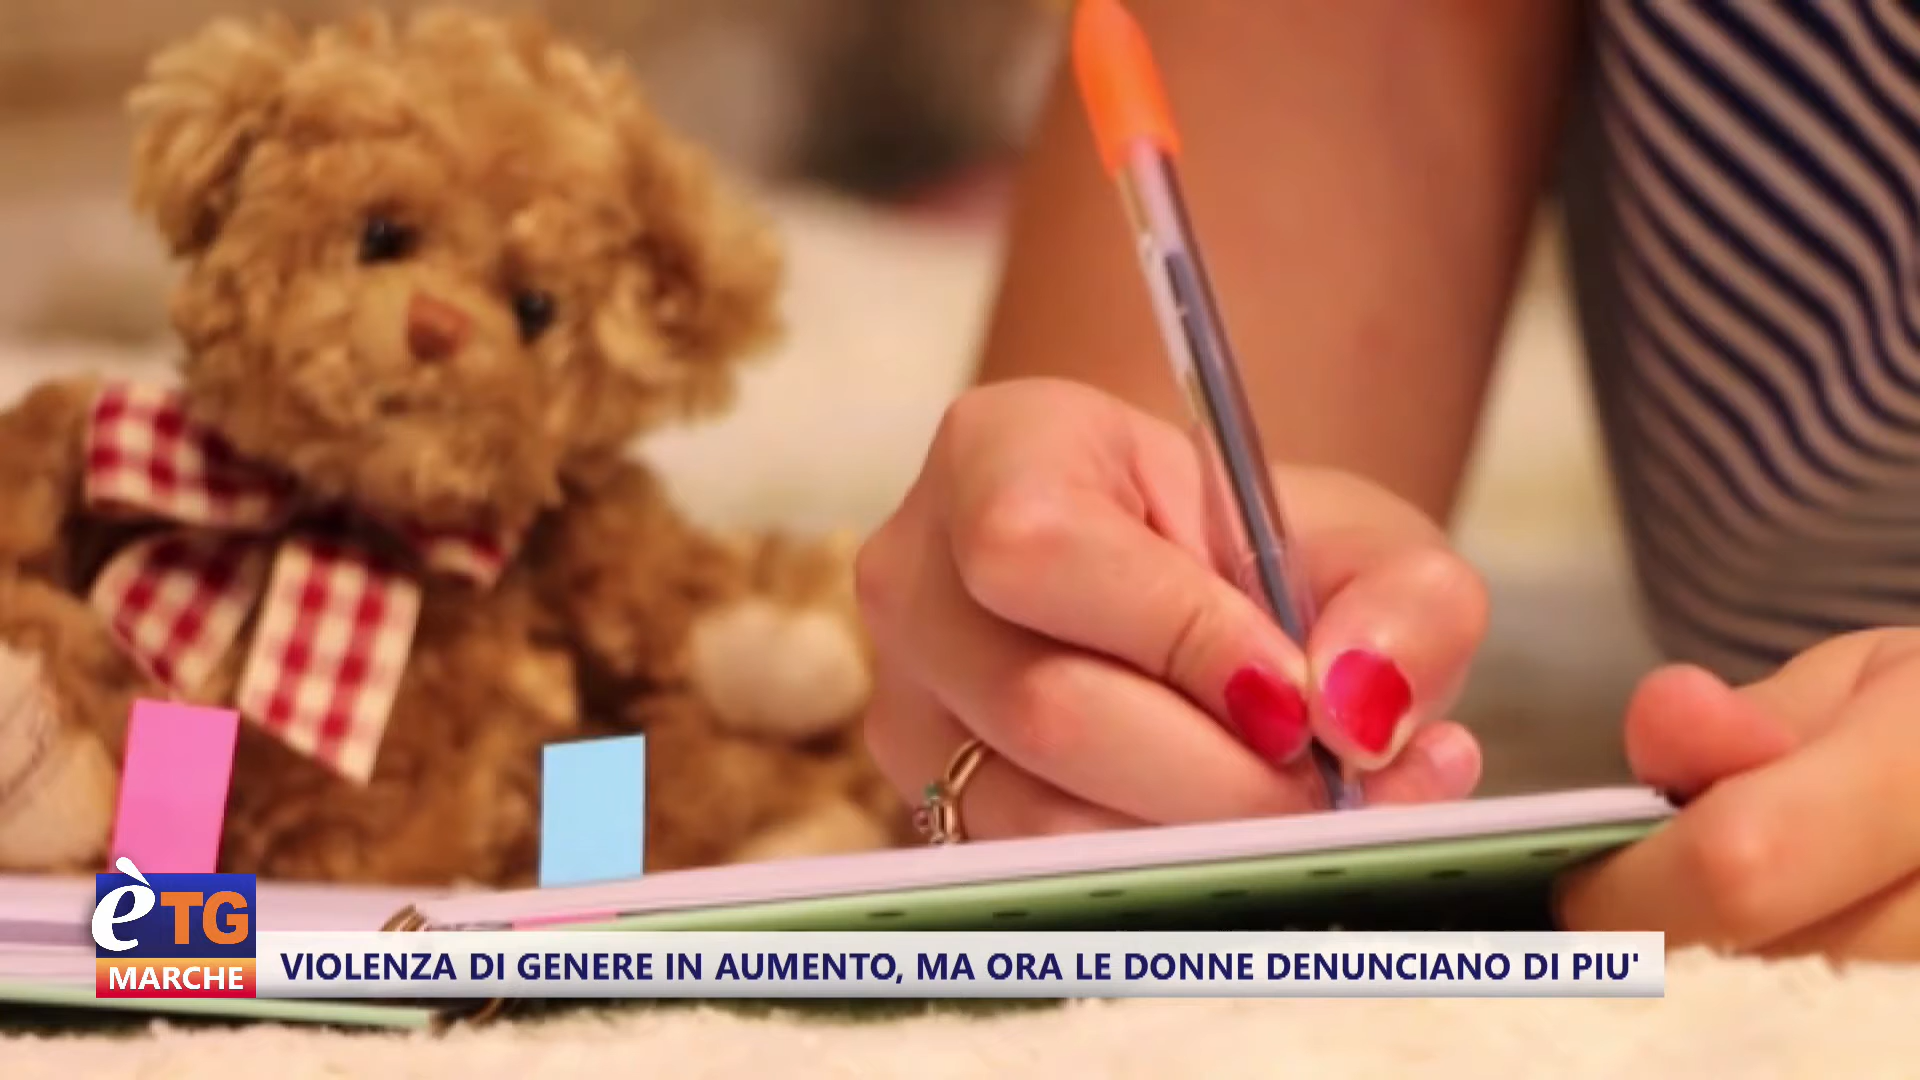 èTG
MARCHE
VIOLENZA DI GENERE IN AUMENTO, MA ORA LE DONNE DENUNCIANO DI PIU'